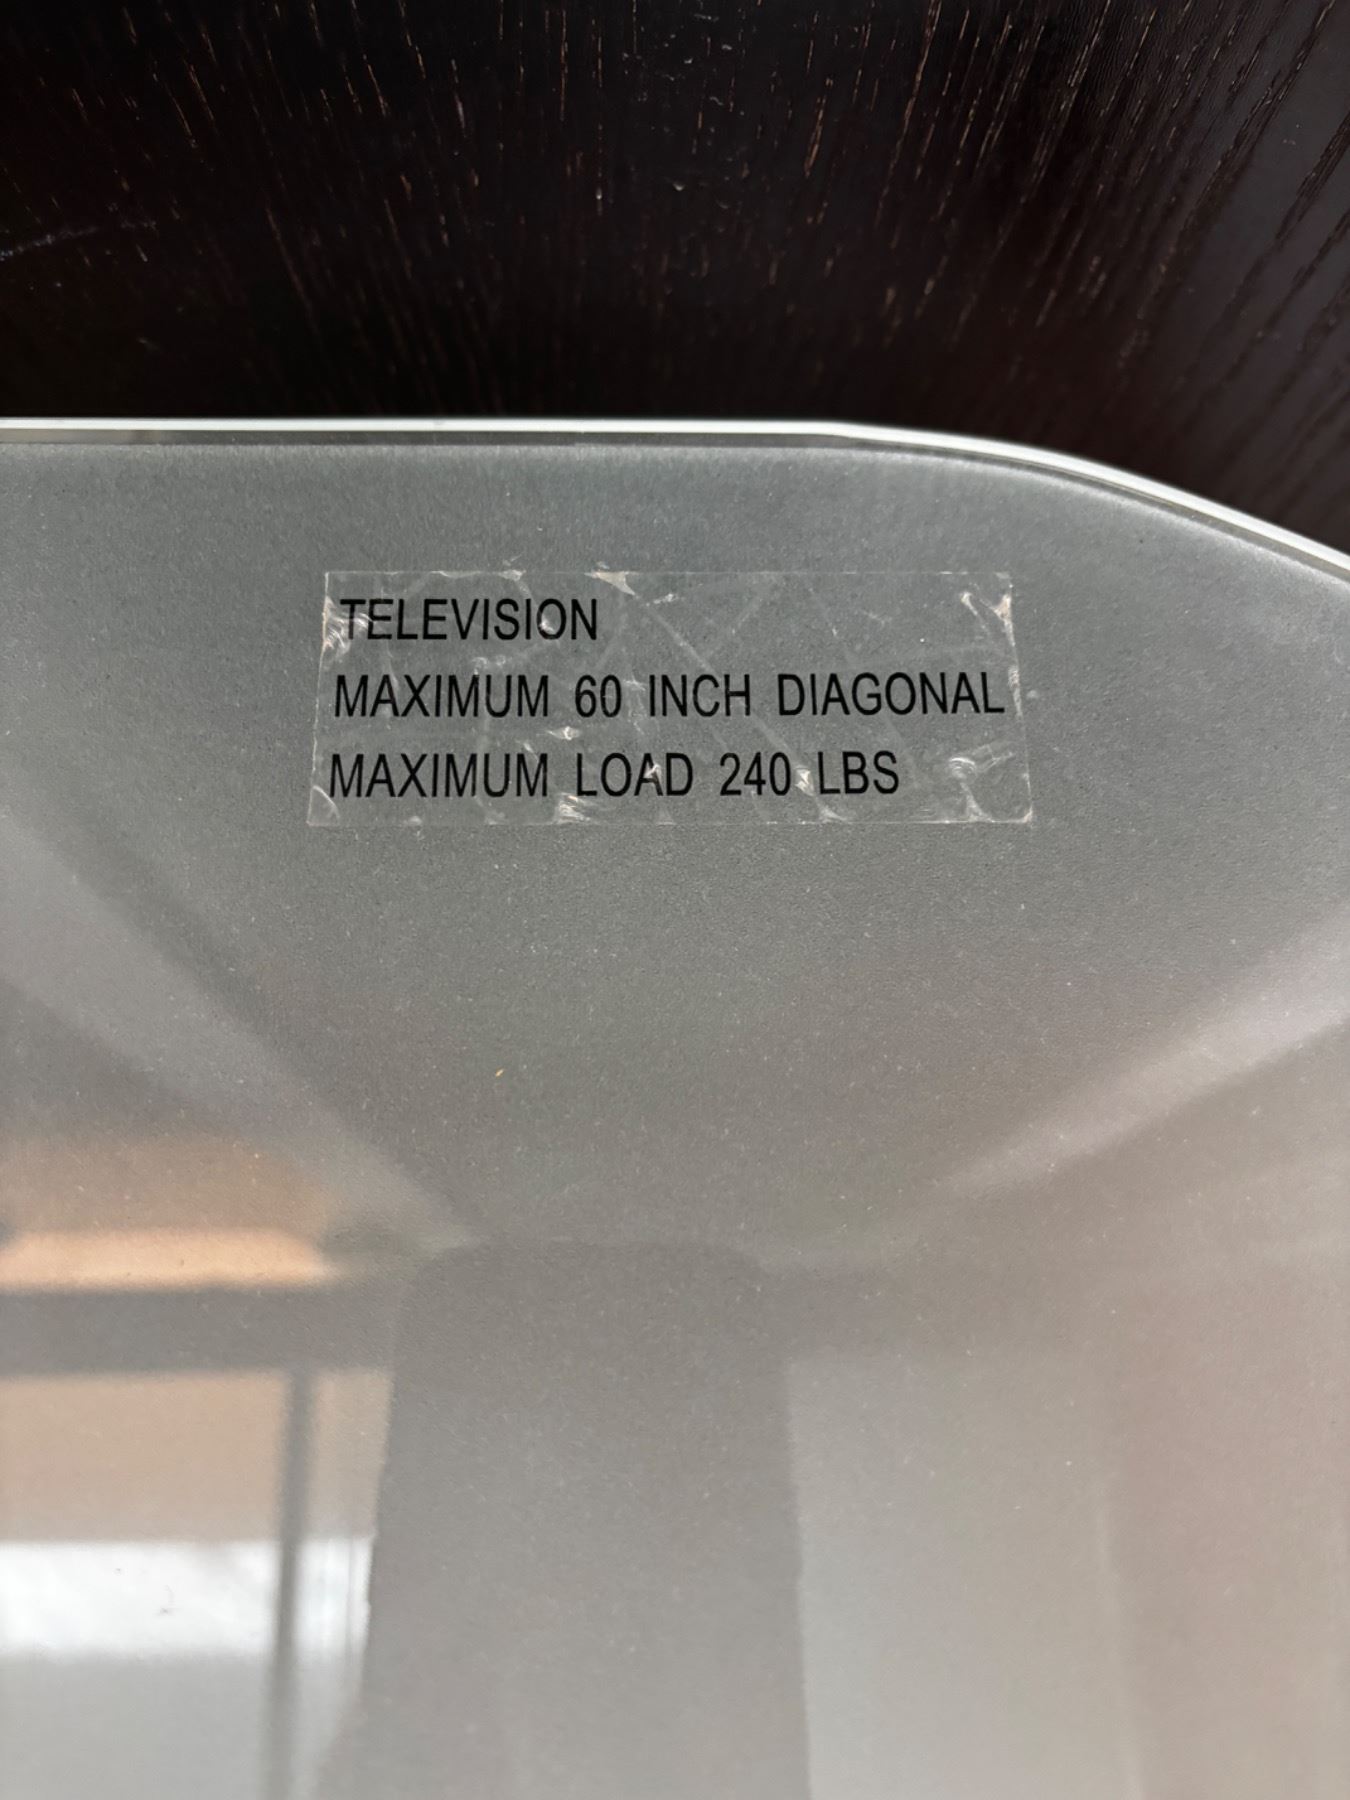 TELEVISION
MAXIMUM 60 INCH DIAGONAL
MAXIMUM LOAD 240 LBS